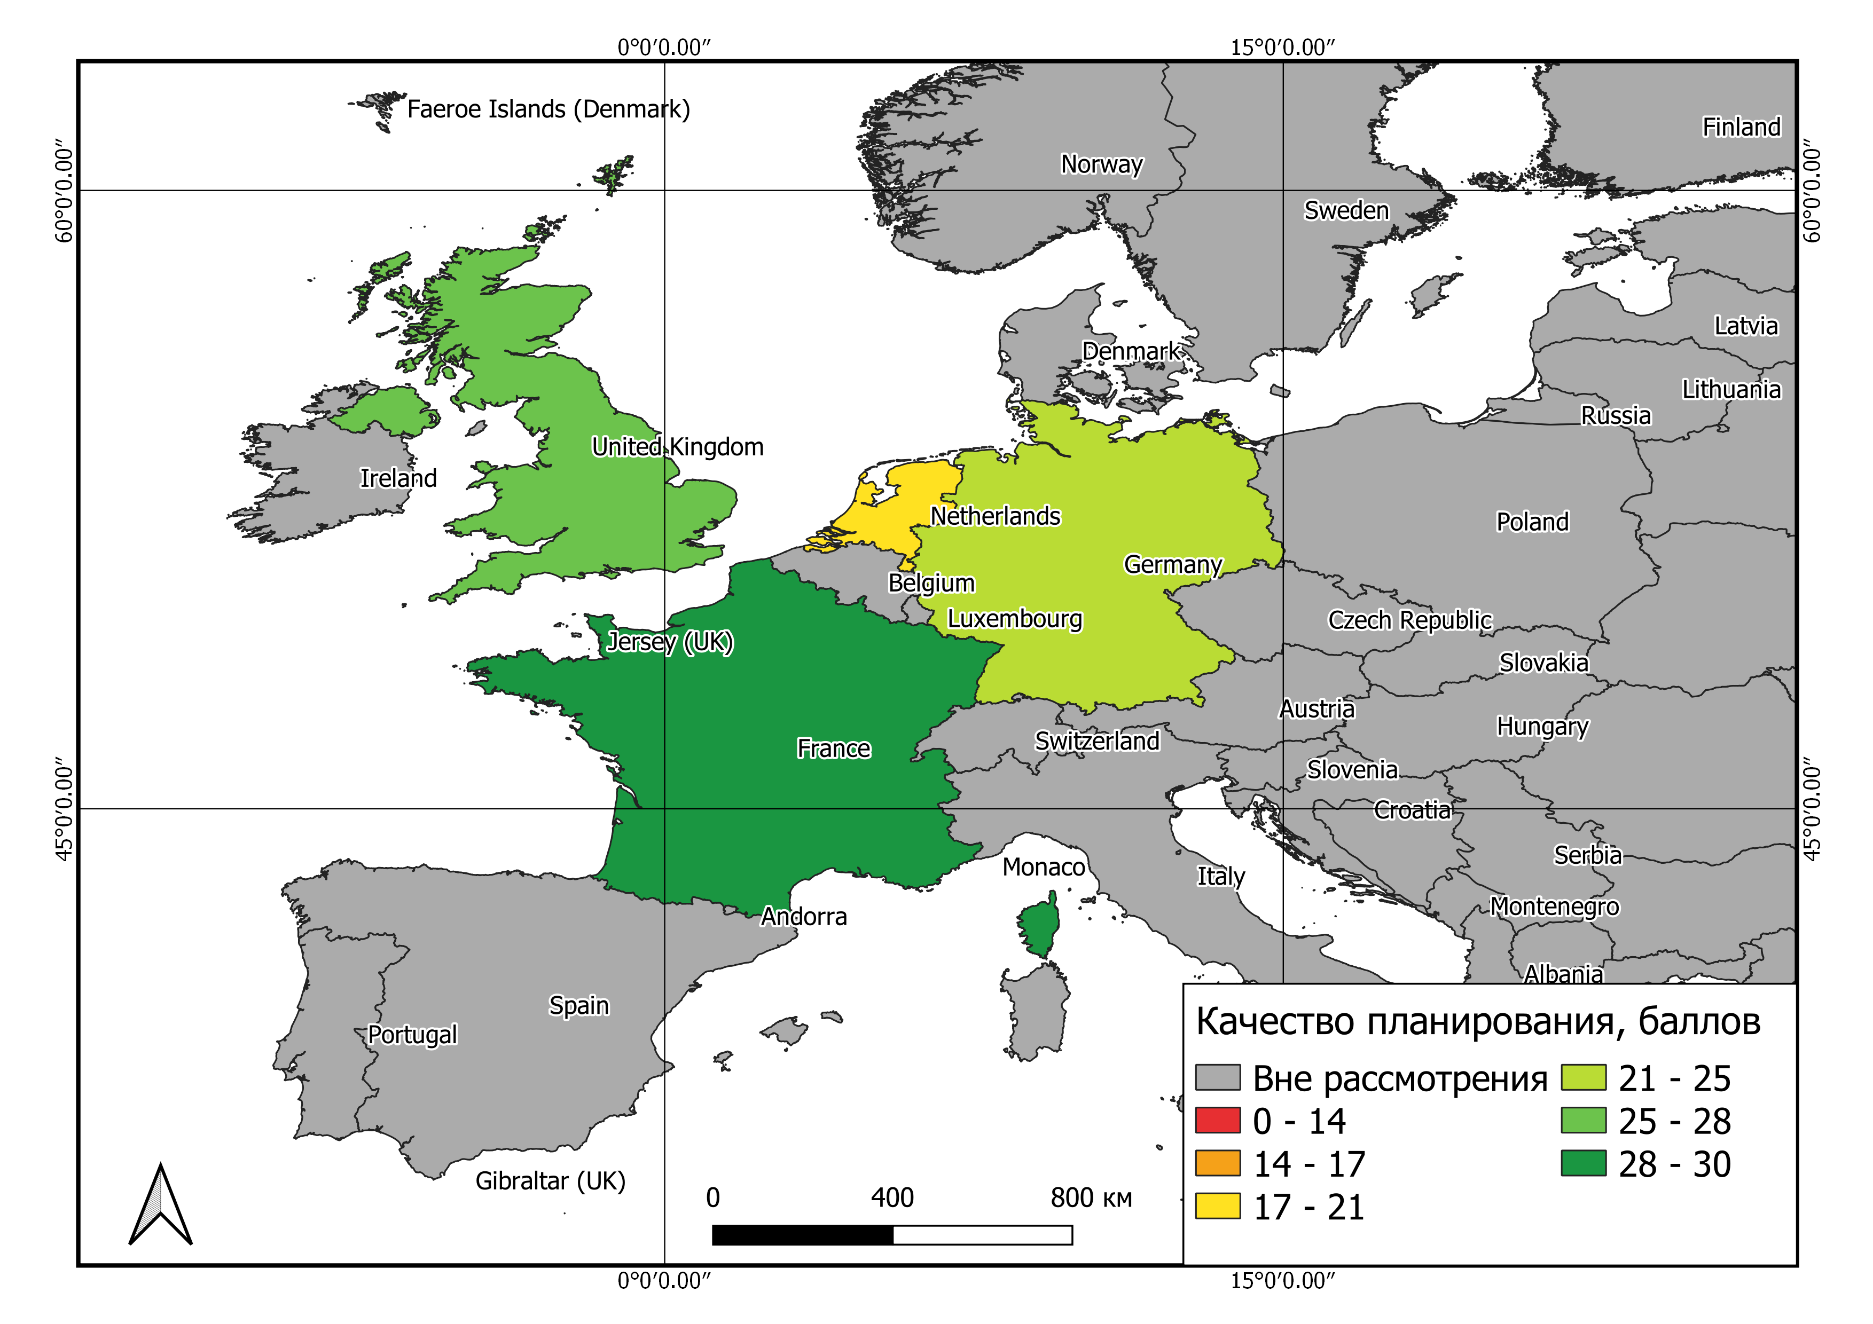 0°0′0.00″
15°0′0.00″
Faeroe Islands (Denmark)
Finland
Norway
60°0′0.00″
60°0′0.00″
Sweden
Latvia
Denmark
Lithuania
Russia
United Kingdom
Ireland
Netherlands
Poland
Germany
Belgium
Luxembourg
Czech Republic
Jersey (UK)
Slovakia
Austria
Hungary
Switzerland
France
Slovenia
45°0′0.00″
45°0′0.00″
Croatia
Serbia
Monaco
Italy
Montenegro
Andorra
Albania
Spain
Portugal
Gibraltar (UK)
Качество планирования, баллов
Вне рассмотрения
0 - 14
14 - 17
17 - 21
21 - 25
25 - 28
28 - 30
0 400 800 км
0°0′0.00″
15°0′0.00″